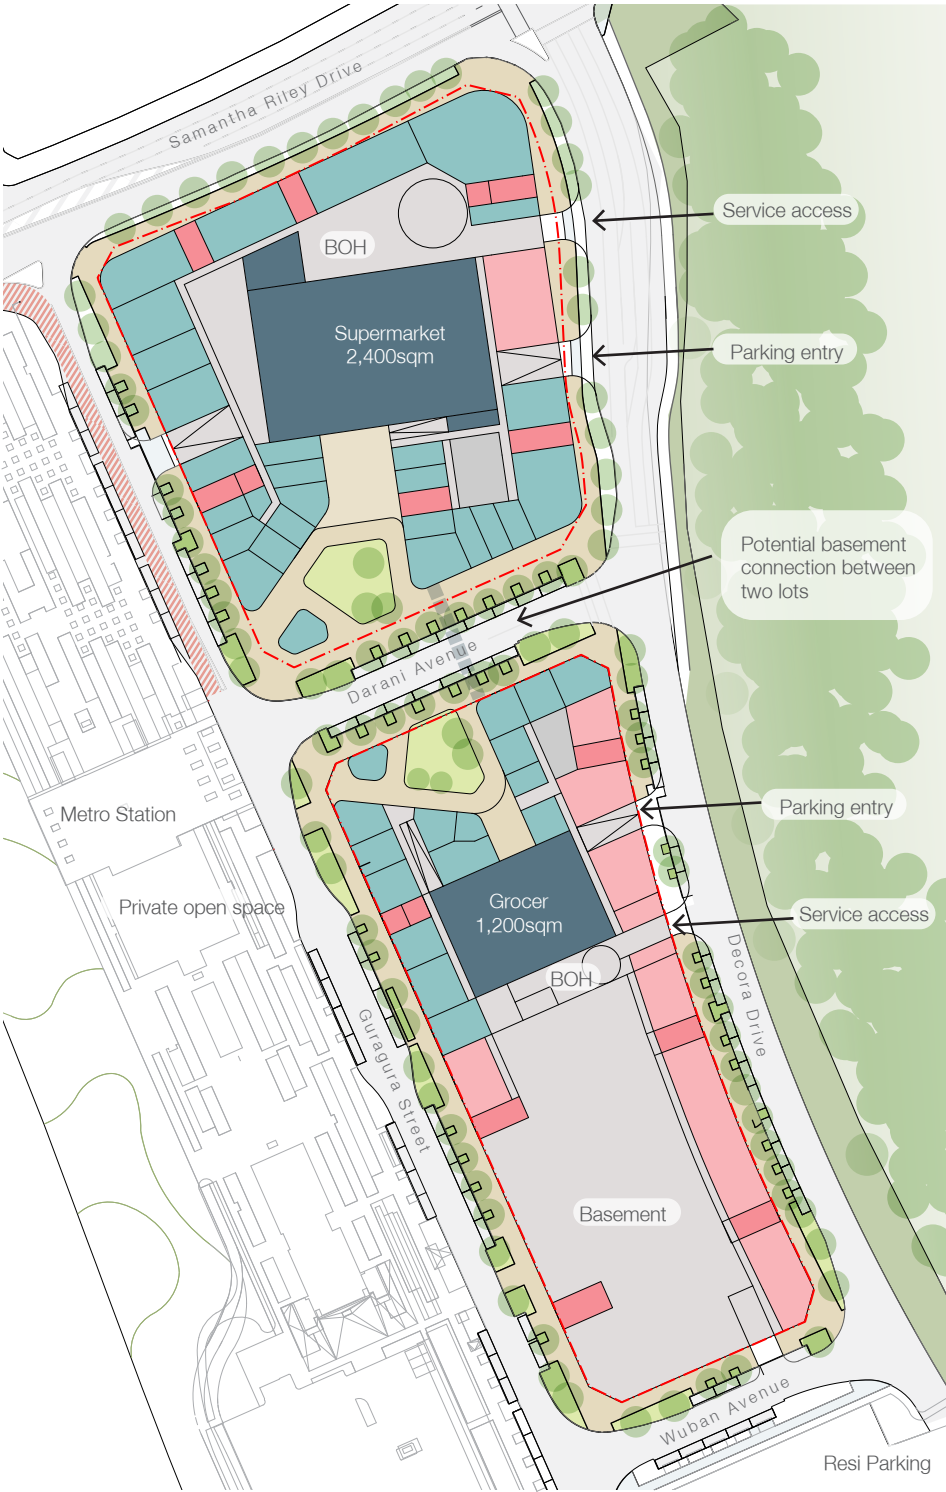 Samantha Riley Drive
Service access
BOH
Supermarket
2,400sqm
Parking entry
Potential basement
connection between
two lots
Darani Avenue
Metro Station
Parking entry
Private open space
Grocer
1,200sqm
Service access
BOH
Decora Drive
Guragura Street
Basement
Wuban Avenue
Resi Parking